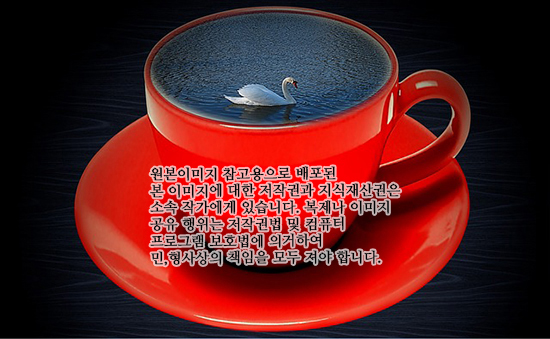 원본이미지 참고용으로 배포된
본 이미지에 대한 저작권과 지식재산권은
소속 작가에게 있습니다. 복제나 이미지
공유 행위는 저작권법 및 컴퓨터
프로그램 보호법에 의거하여
민,형사상의 책임을 모두 져야 합니다.